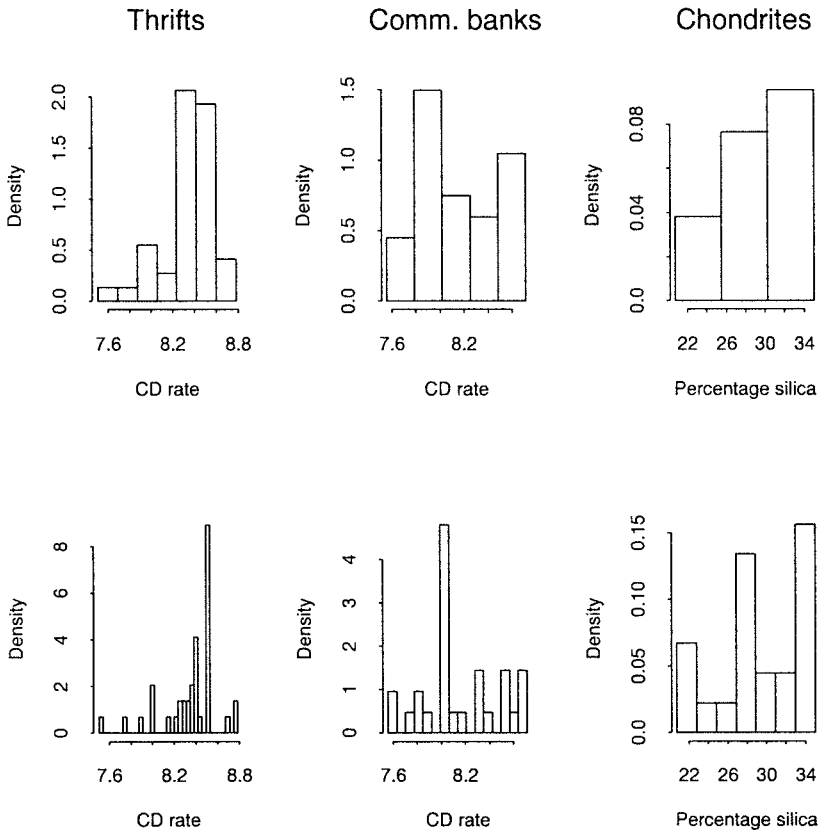 Thrifts
Comm. banks
Chondrites
Density
0.0 0.5 1.0 1.5 2.0
7.6 8.2 8.8
CD rate
Density
0.0 0.5 1.0 1.5
7.6 8.2
CD rate
Density
0.0 0.04 0.08
22 26 30 34
Percentage silica
Density
0 2 4 6 8
7.6 8.2 8.8
CD rate
Density
0 1 2 3 4
7.6 8.2
CD rate
Density
0.0 0.05 0.10 0.15
22 26 30 34
Percentage silica